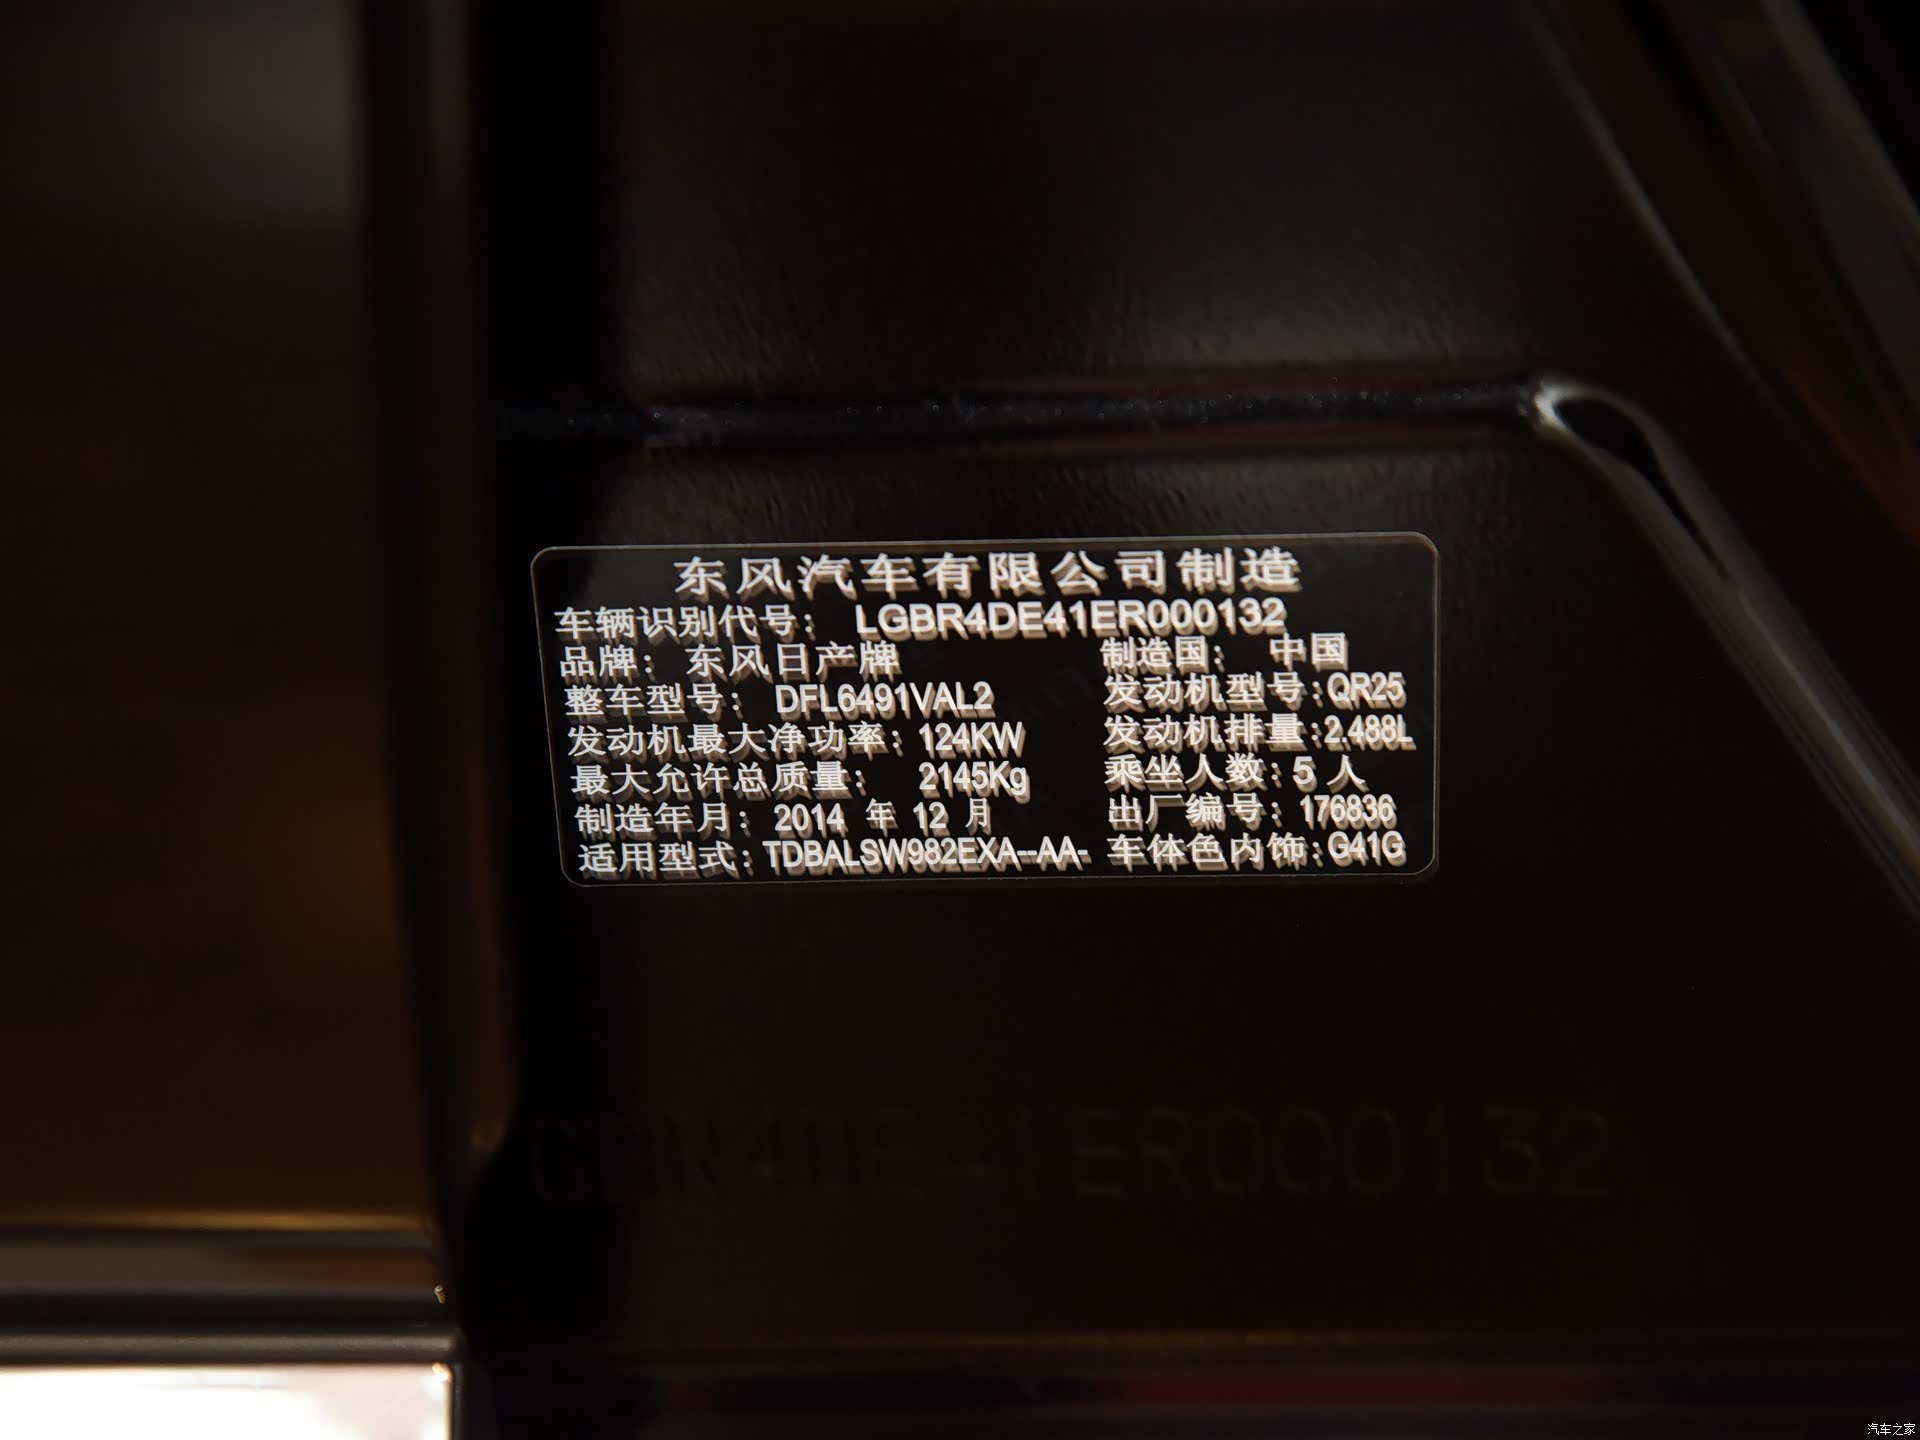 东风汽车有限公司制造
车辆识别代号: LGBR4DE41ER000132
品牌: 东风日产牌 制造国: 中国
整车型号: DFL6491VAL2 发动机型号:QR25
发动机最大净功率: 124KW 发动机排量:2.488L
最大允许总质量: 2145Kg 乘坐人数:5 人
制造年月: 2014 年 12 月 出厂编号: 176836
适用型式:TDBALSW982EXA--AA- 车体色内饰:G41G
GBR4DE41ER000132
汽车之家